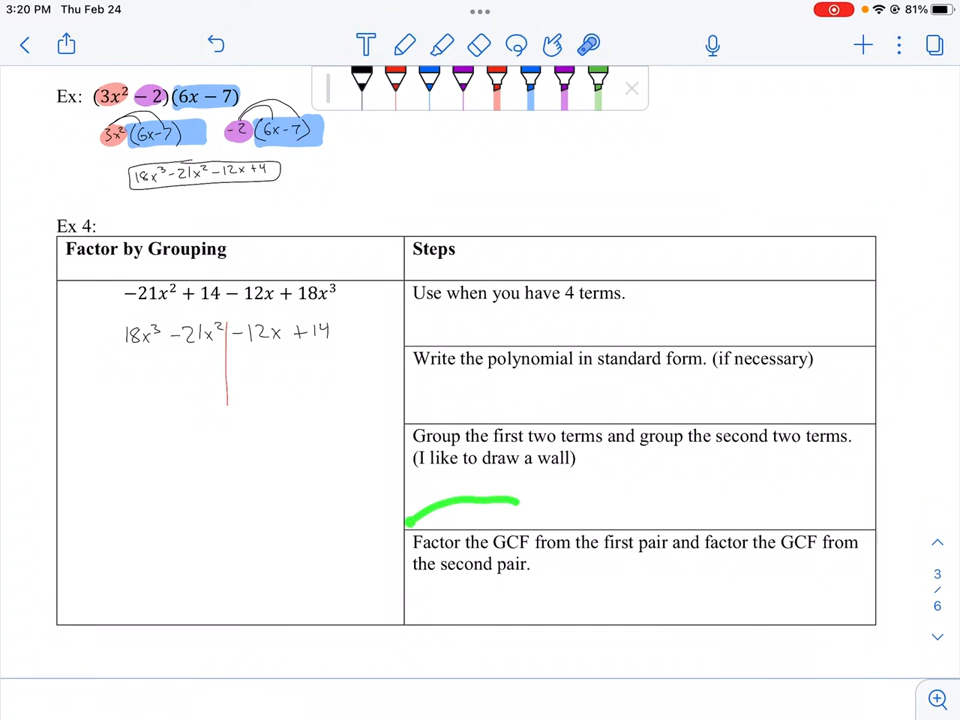 3:20 PM Thu Feb 24
81%
Ex: (3x² − 2)(6x − 7)
3x² (6x-7) -2 (6x-7)
18x³ -21x² -12x +4
Ex 4:
Factor by Grouping
Steps
−21x² + 14 − 12x + 18x³
18x³ -21x² -12x +14
Use when you have 4 terms.
Write the polynomial in standard form. (if necessary)
Group the first two terms and group the second two terms.
(I like to draw a wall)
Factor the GCF from the first pair and factor the GCF from
the second pair.
3
/
6